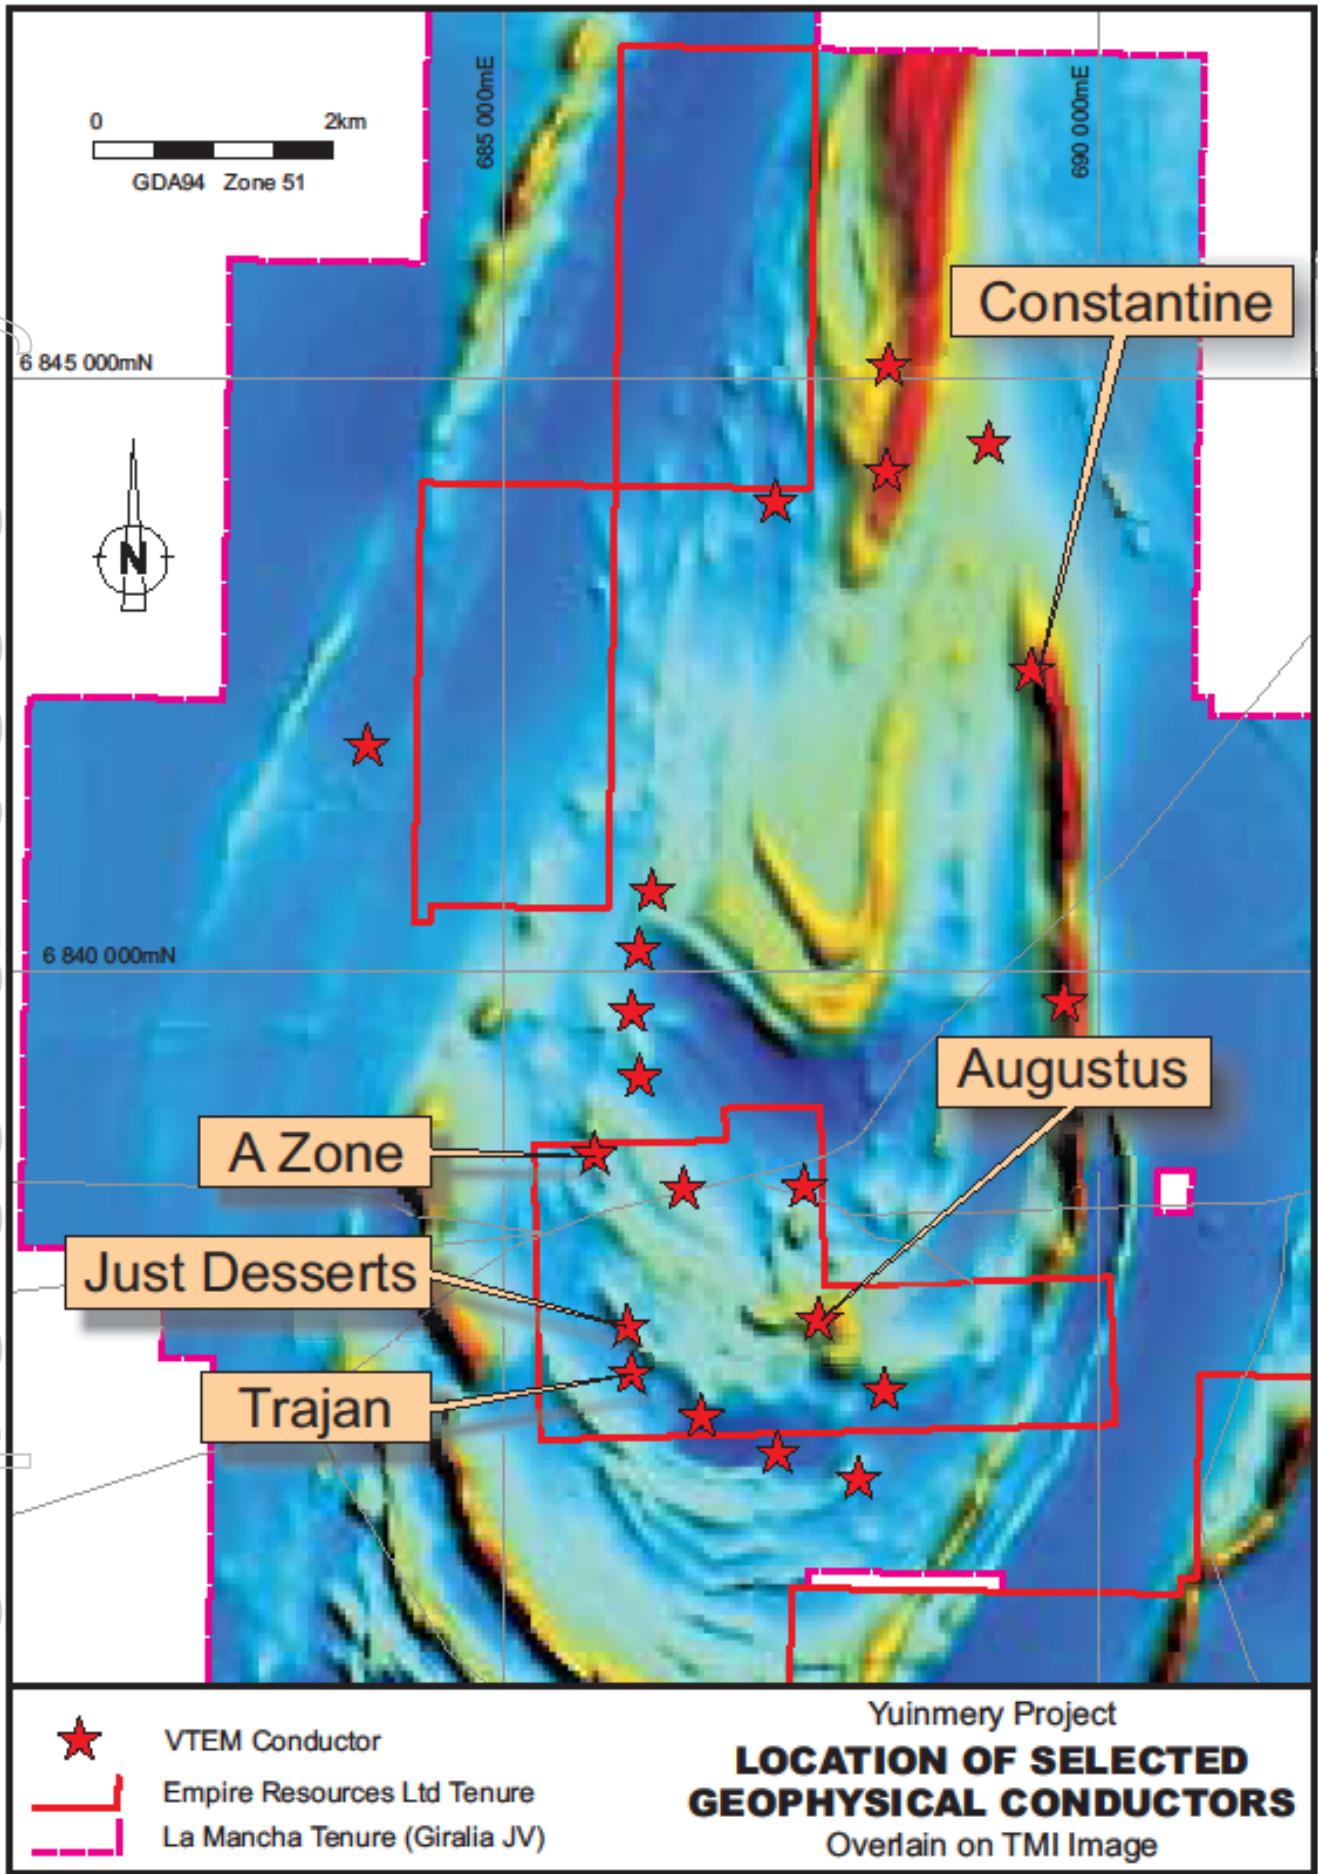 0 2km
GDA94 Zone 51
685 000mE
690 000mE
Constantine
6 845 000mN
N
6 840 000mN
Augustus
A Zone
Just Desserts
Trajan
VTEM Conductor
Empire Resources Ltd Tenure
La Mancha Tenure (Giralia JV)
Yuinmery Project
LOCATION OF SELECTED
GEOPHYSICAL CONDUCTORS
Overlain on TMI Image